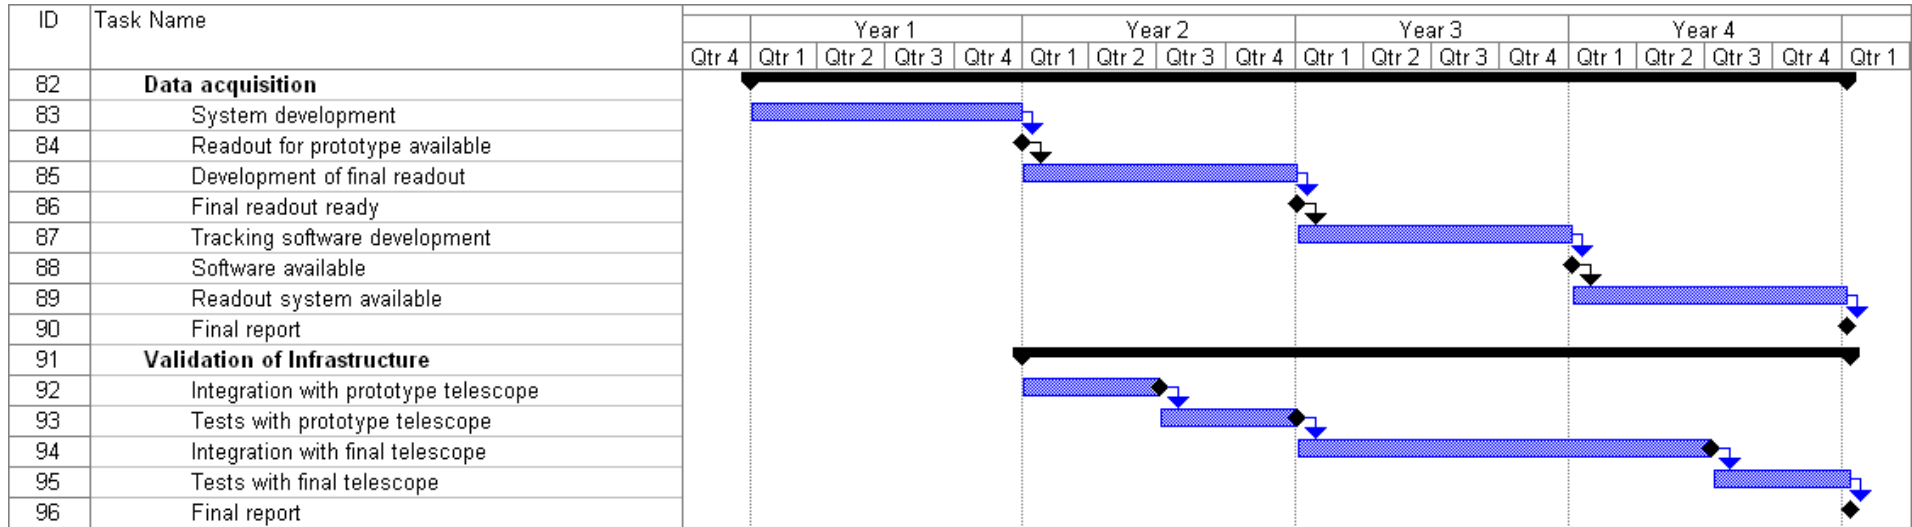 ID Task Name
Year 1 Year 2 Year 3 Year 4
Qtr 4 Qtr 1 Qtr 2 Qtr 3 Qtr 4 Qtr 1 Qtr 2 Qtr 3 Qtr 4 Qtr 1 Qtr 2 Qtr 3 Qtr 4 Qtr 1 Qtr 2 Qtr 3 Qtr 4 Qtr 1
82 Data acquisition
83 System development
84 Readout for prototype available
85 Development of final readout
86 Final readout ready
87 Tracking software development
88 Software available
89 Readout system available
90 Final report
91 Validation of Infrastructure
92 Integration with prototype telescope
93 Tests with prototype telescope
94 Integration with final telescope
95 Tests with final telescope
96 Final report